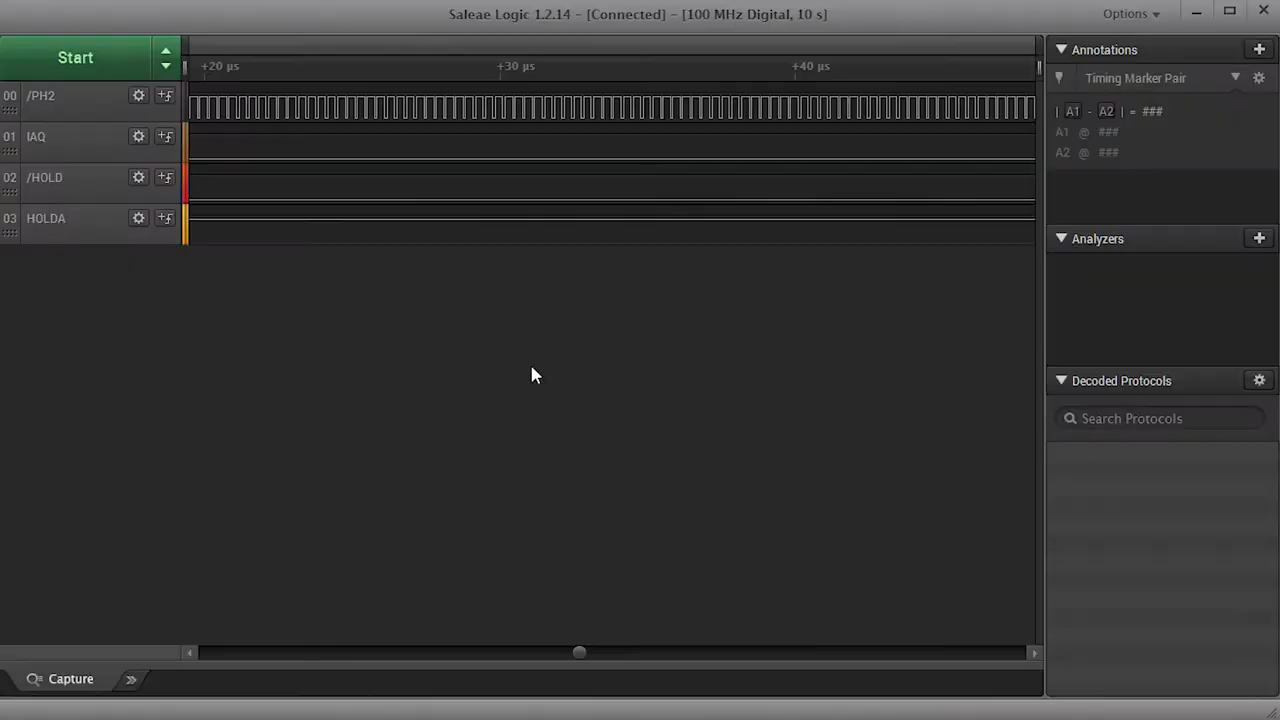 Saleae Logic 1.2.14 - [Connected] - [100 MHz Digital, 10 s]
Options
Start
+20 µs +30 µs +40 µs
00 /PH2
01 IAQ
02 /HOLD
03 HOLDA
Annotations
Timing Marker Pair
| A1 - A2 | = ###
A1 @ ###
A2 @ ###
Analyzers
Decoded Protocols
Search Protocols
Capture